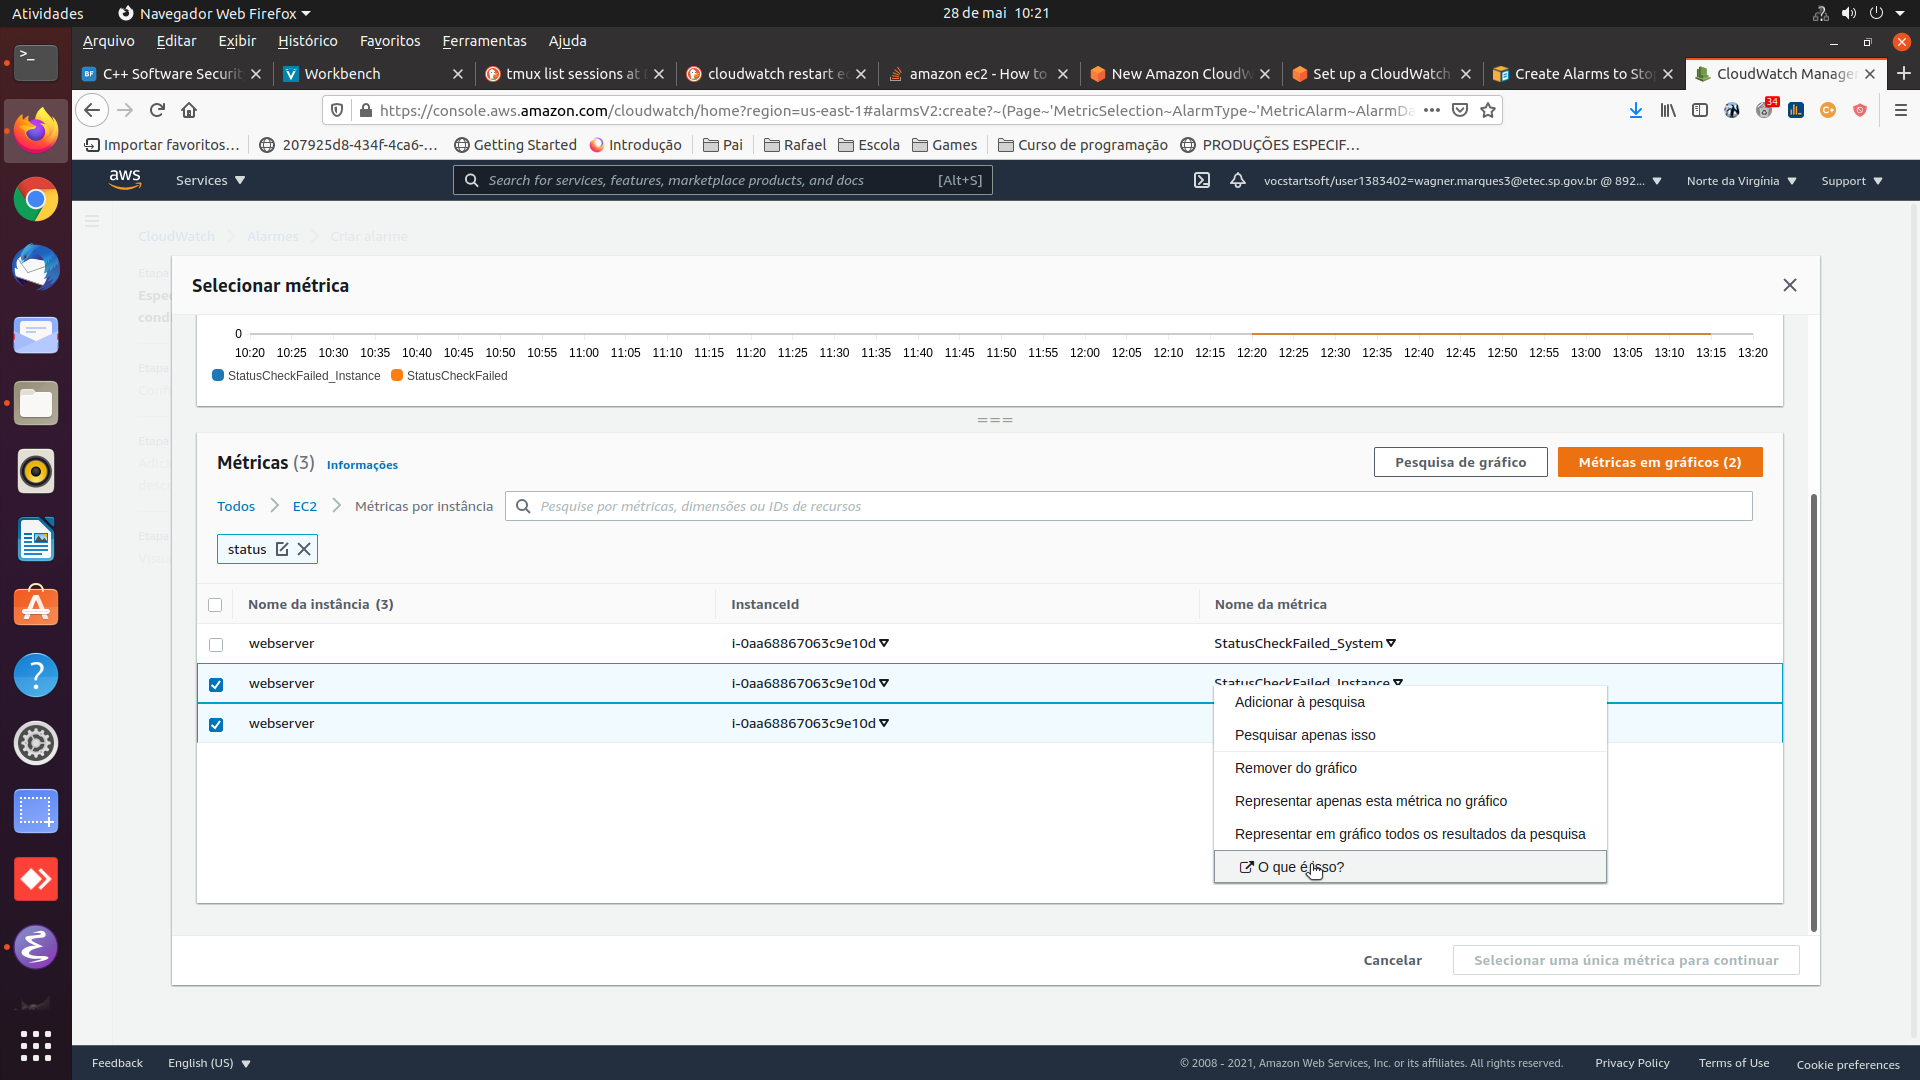 Atividades
Navegador Web Firefox
28 de mai 10:21
Arquivo Editar Exibir Histórico Favoritos Ferramentas Ajuda
C++ Software Securit
Workbench
tmux list sessions at
cloudwatch restart e
amazon ec2 - How to
New Amazon CloudW
Set up a CloudWatch
Create Alarms to Sto
CloudWatch Manage
https://console.aws.amazon.com/cloudwatch/home?region=us-east-1#alarmsV2:create?~(Page~'MetricSelection~AlarmType~'MetricAlarm~AlarmDa
34
Importar favoritos...
207925d8-434f-4ca6-...
Getting Started
Introdução
Pai
Rafael
Escola
Games
Curso de programação
PRODUÇÕES ESPECIF...
aws
Services
Search for services, features, marketplace products, and docs [Alt+S]
vocstartsoft/user1383402=wagner.marques3@etec.sp.gov.br @ 892...
Norte da Virgínia
Support
CloudWatch
Alarmes
Criar alarme
Etapa
Espe
cond
Etapa
Etapa
Etapa
Selecionar métrica
0
10:20 10:25 10:30 10:35 10:40 10:45 10:50 10:55 11:00 11:05 11:10 11:15 11:20 11:25 11:30 11:35 11:40 11:45 11:50 11:55 12:00 12:05 12:10 12:15 12:20 12:25 12:30 12:35 12:40 12:45 12:50 12:55 13:00 13:05 13:10 13:15 13:20
StatusCheckFailed_Instance StatusCheckFailed
Métricas (3) Informações
Pesquisa de gráfico
Métricas em gráficos (2)
Todos
EC2
Métricas por instância
Pesquise por métricas, dimensões ou IDs de recursos
status
Nome da instância (3) InstanceId Nome da métrica
webserver i-0aa68867063c9e10d StatusCheckFailed_System
webserver i-0aa68867063c9e10d StatusCheckFailed_Instance
webserver i-0aa68867063c9e10d
Adicionar à pesquisa
Pesquisar apenas isso
Remover do gráfico
Representar apenas esta métrica no gráfico
Representar em gráfico todos os resultados da pesquisa
O que é isso?
Cancelar
Selecionar uma única métrica para continuar
Feedback
English (US)
© 2008 - 2021, Amazon Web Services, Inc. or its affiliates. All rights reserved.
Privacy Policy
Terms of Use
Cookie preferences